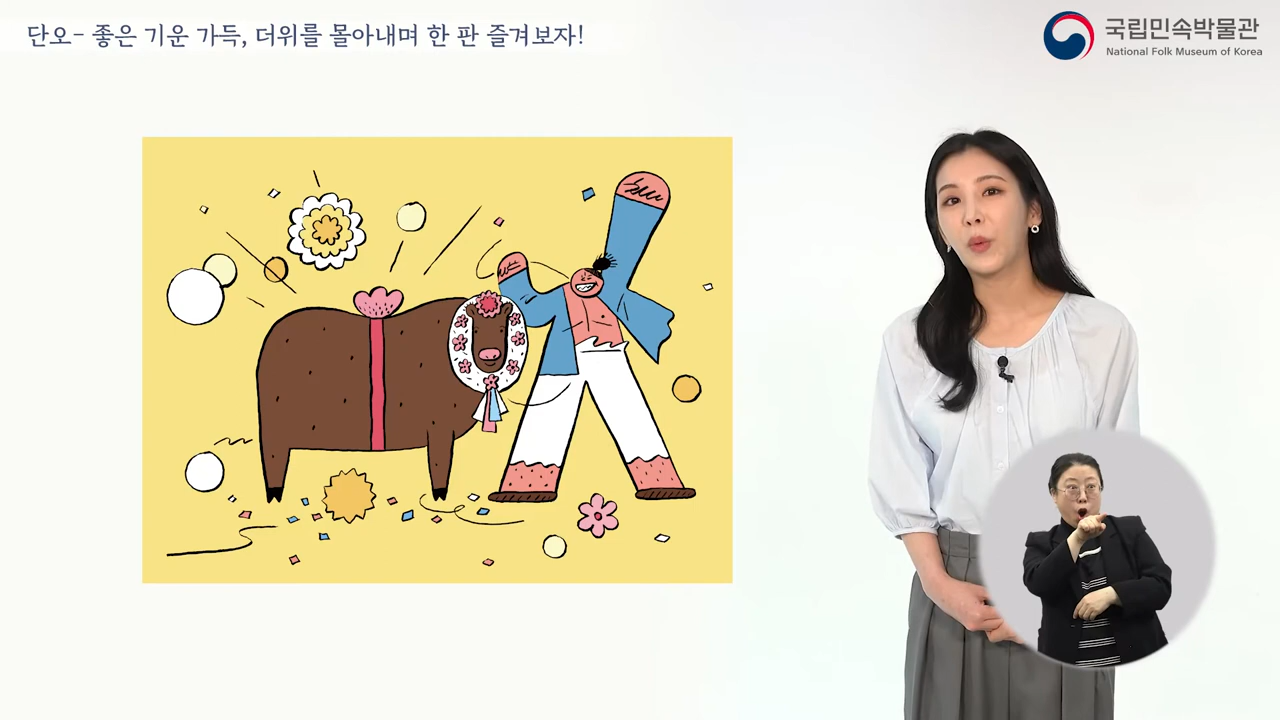 단오- 좋은 기운 가득, 더위를 몰아내며 한 판 즐겨보자!
국립민속박물관
National Folk Museum of Korea